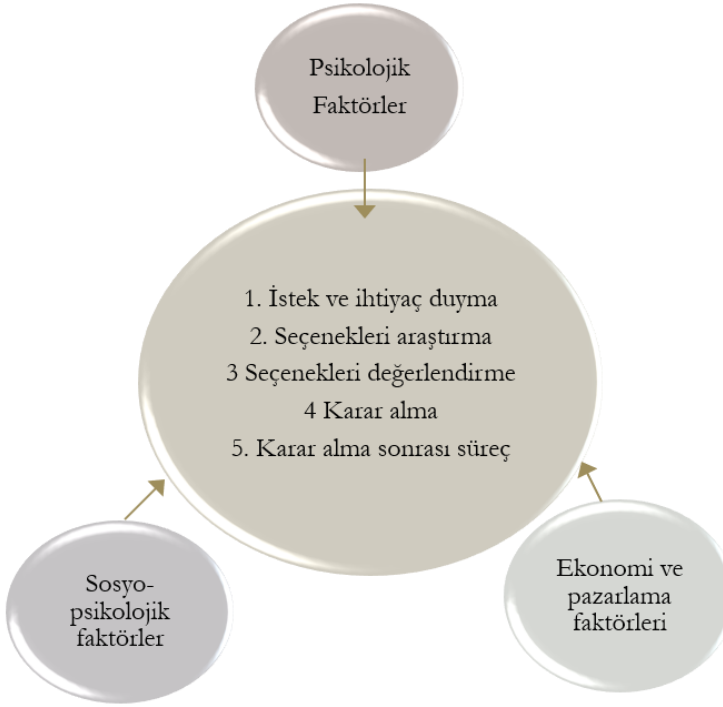 Psikolojik
Faktörler
1. İstek ve ihtiyaç duyma
2. Seçenekleri araştırma
3 Seçenekleri değerlendirme
4 Karar alma
5. Karar alma sonrası süreç
Sosyo-
psikolojik
faktörler
Ekonomi ve
pazarlama
faktörleri